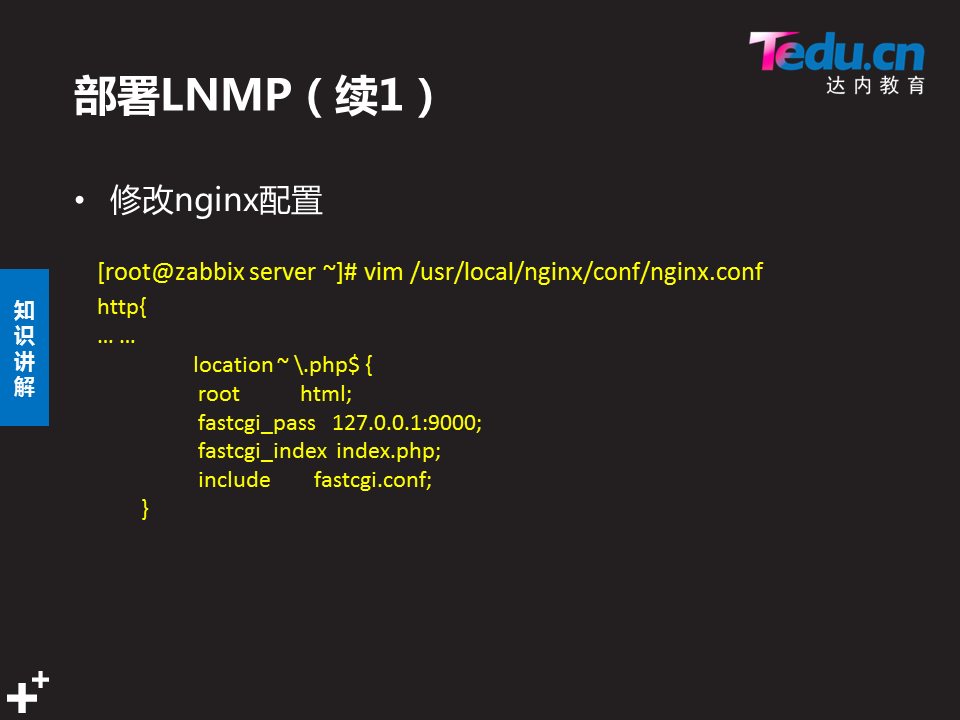 Tedu.cn
达内教育
部署LNMP（续1）
• 修改nginx配置
[root@zabbix server ~]# vim /usr/local/nginx/conf/nginx.conf
http{
... ...
location ~ \.php$ {
root html;
fastcgi_pass 127.0.0.1:9000;
fastcgi_index index.php;
include fastcgi.conf;
}
知识讲解